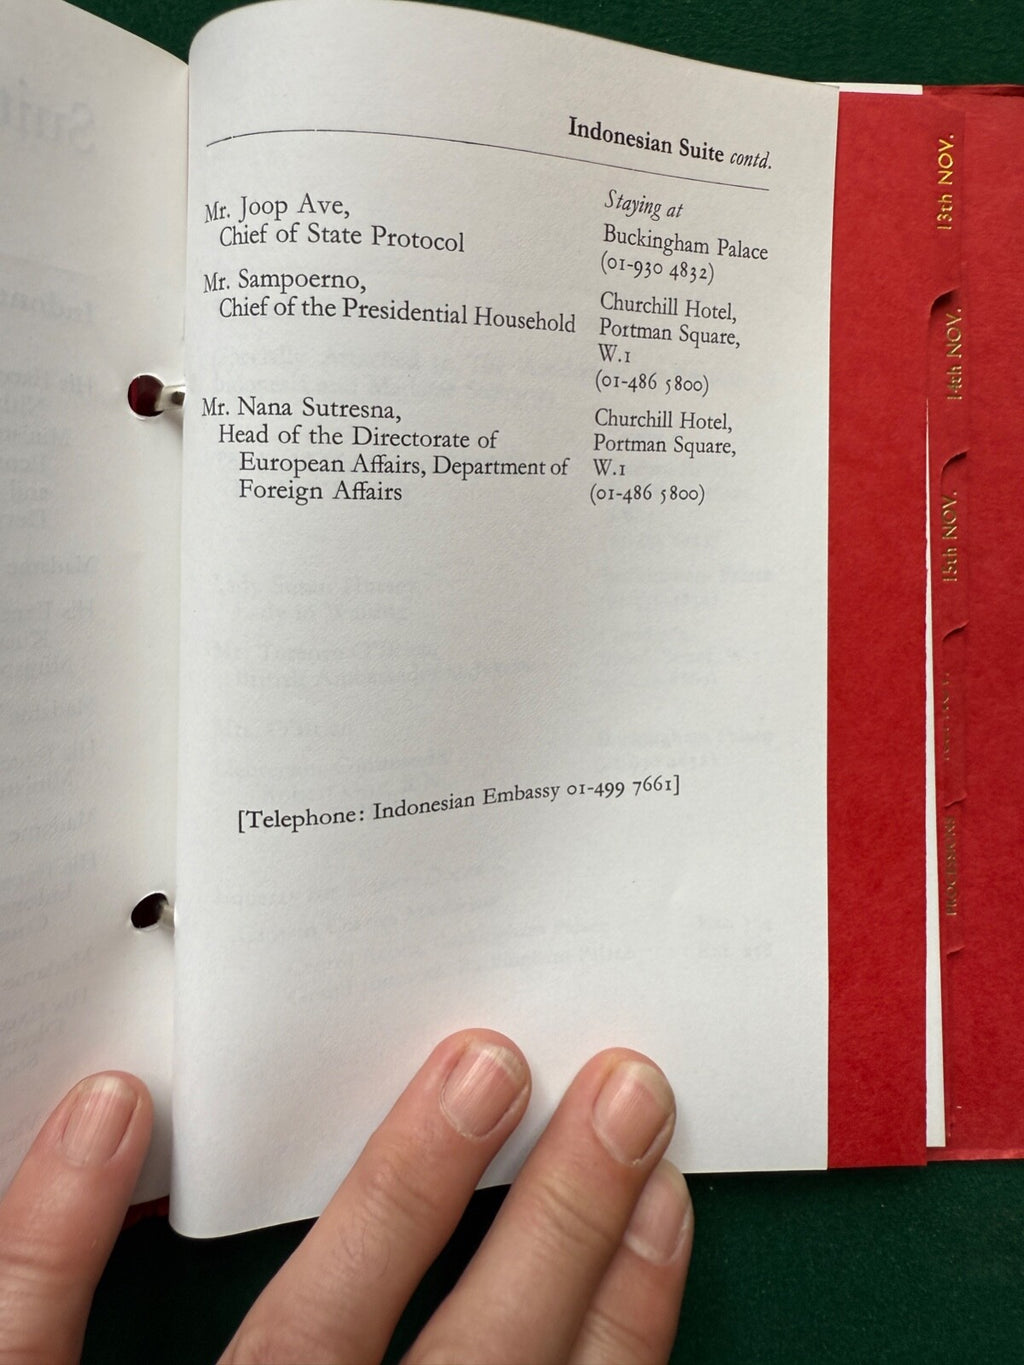 Indonesian Suite contd.
Staying at
Mr. Joop Ave,
Chief of State Protocol
Buckingham Palace
(01-930 4832)
Mr. Sampoerno,
Chief of the Presidential Household
Churchill Hotel,
Portman Square,
W.1
(01-486 5800)
Mr. Nana Sutresna,
Head of the Directorate of
European Affairs, Department of
Foreign Affairs
Churchill Hotel,
Portman Square,
W.1
(01-486 5800)
[Telephone: Indonesian Embassy 01-499 7661]
13th NOV.
14th NOV.
15th NOV.
PROCESSIONS